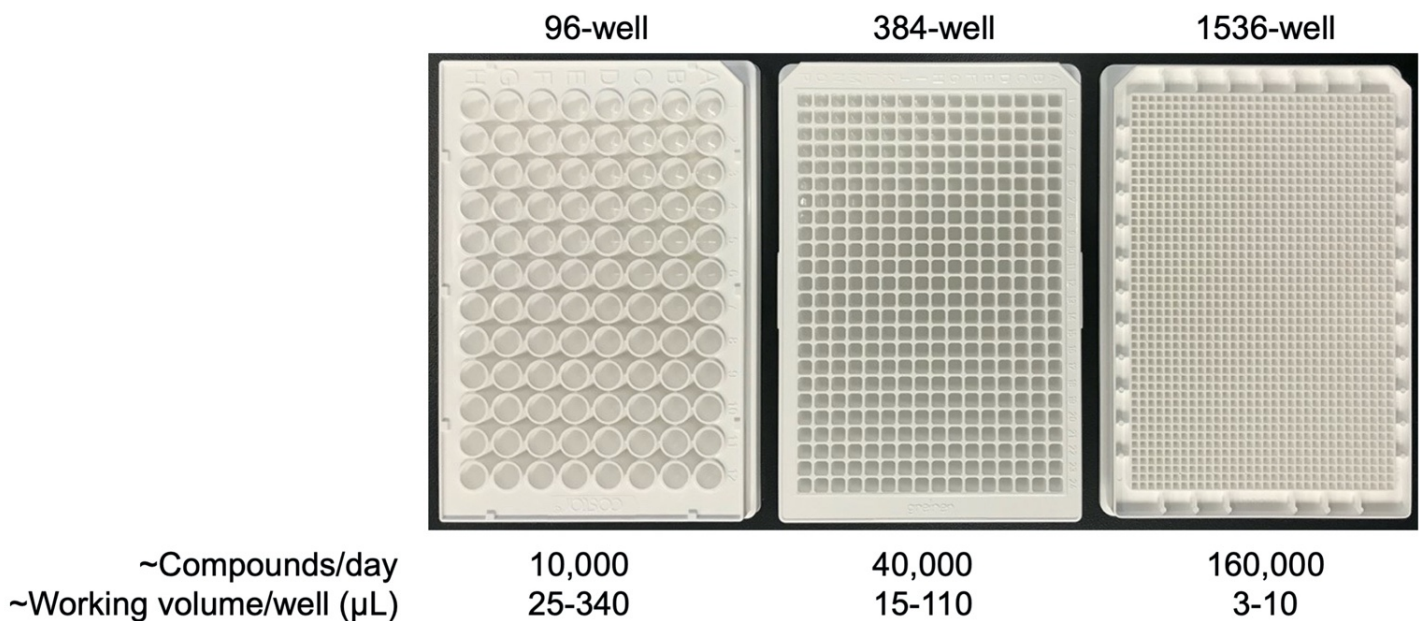 96-well 384-well 1536-well
H G F E D C B A
~Compounds/day 10,000 40,000 160,000
~Working volume/well (µL) 25-340 15-110 3-10